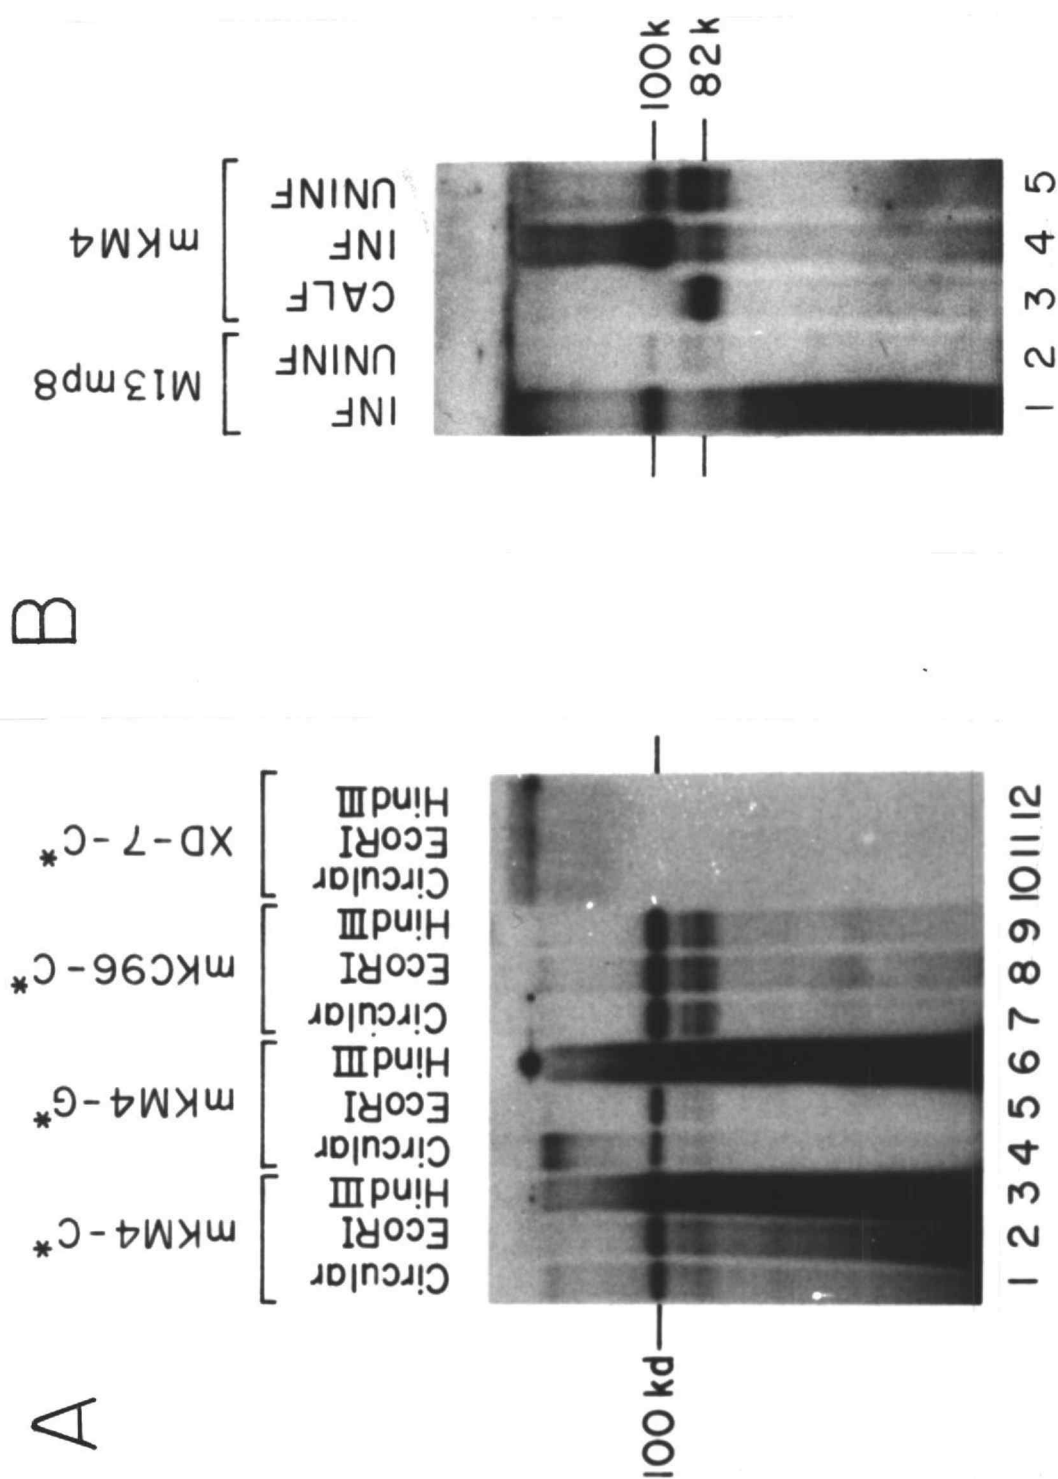 A
mKM4-C*
mKM4-G*
mKC96-C*
XD-7-C*
Circular
EcoRI
HindIII
Circular
EcoRI
HindIII
Circular
EcoRI
HindIII
Circular
EcoRI
HindIII
100 kd
1 2 3 4 5 6 7 8 9 10 11 12
B
M13mp8
mKM4
INF
UNINF
CALF
INF
UNINF
100k
82k
1 2 3 4 5